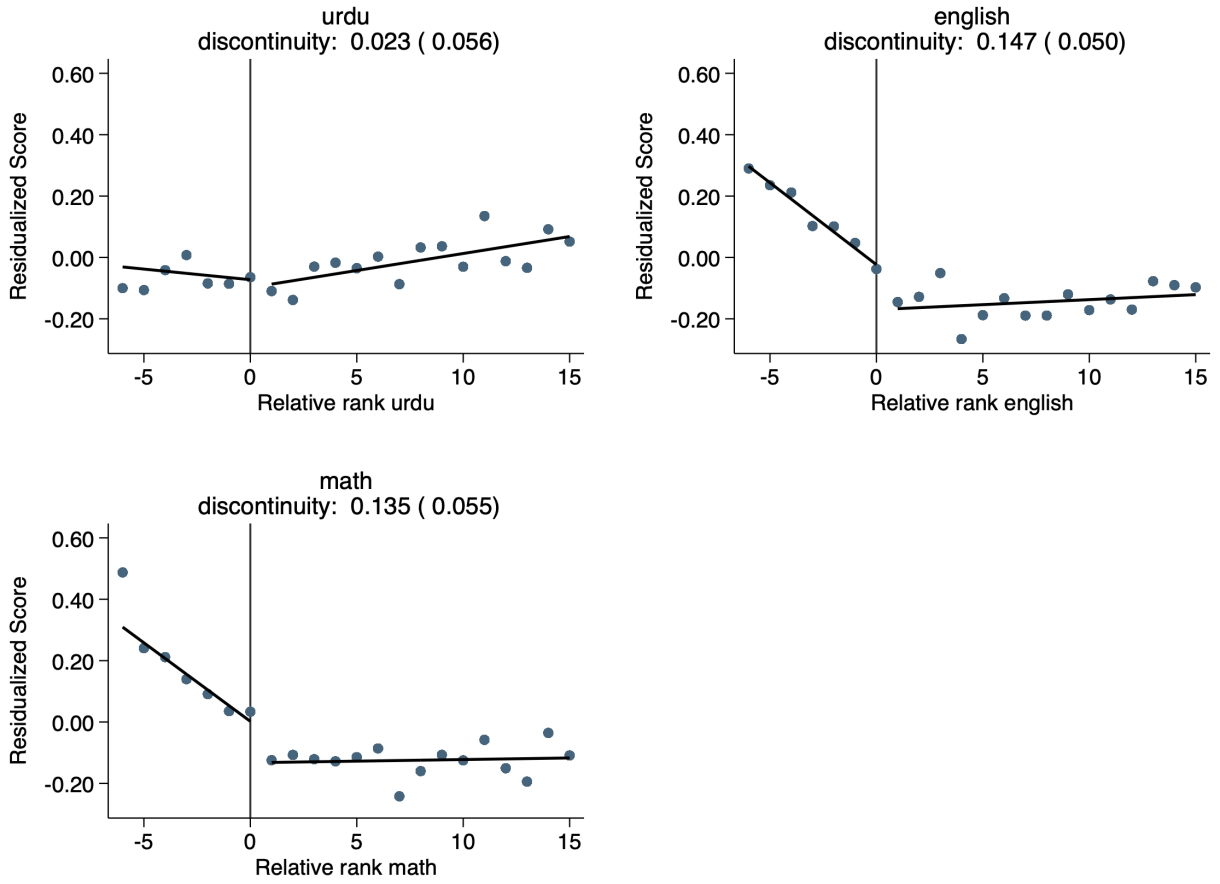 urdu
discontinuity:  0.023 ( 0.056)
0.60
0.40
0.20
0.00
-0.20
Residualized Score
-5 0 5 10 15
Relative rank urdu
english
discontinuity:  0.147 ( 0.050)
0.60
0.40
0.20
0.00
-0.20
Residualized Score
-5 0 5 10 15
Relative rank english
math
discontinuity:  0.135 ( 0.055)
0.60
0.40
0.20
0.00
-0.20
Residualized Score
-5 0 5 10 15
Relative rank math